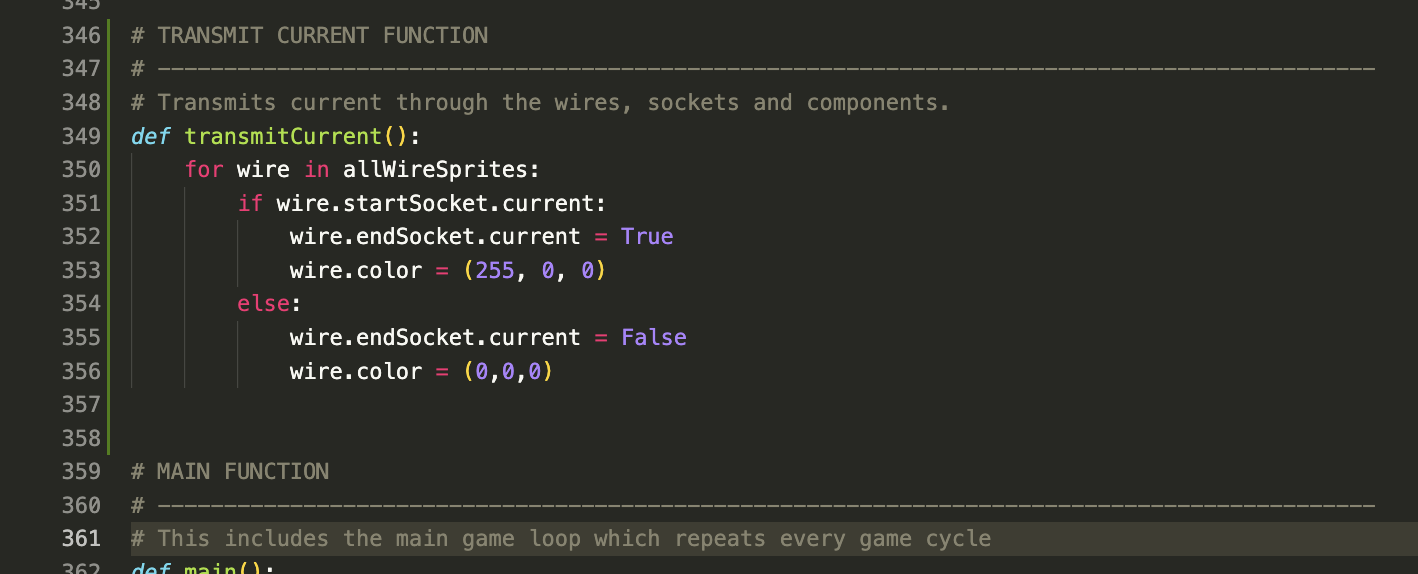 345
346 # TRANSMIT CURRENT FUNCTION
347 # --------------------------------------------------------------------------------------------
348 # Transmits current through the wires, sockets and components.
349 def transmitCurrent():
350     for wire in allWireSprites:
351         if wire.startSocket.current:
352             wire.endSocket.current = True
353             wire.color = (255, 0, 0)
354         else:
355             wire.endSocket.current = False
356             wire.color = (0,0,0)
357
358
359 # MAIN FUNCTION
360 # --------------------------------------------------------------------------------------------
361 # This includes the main game loop which repeats every game cycle
362 def main():